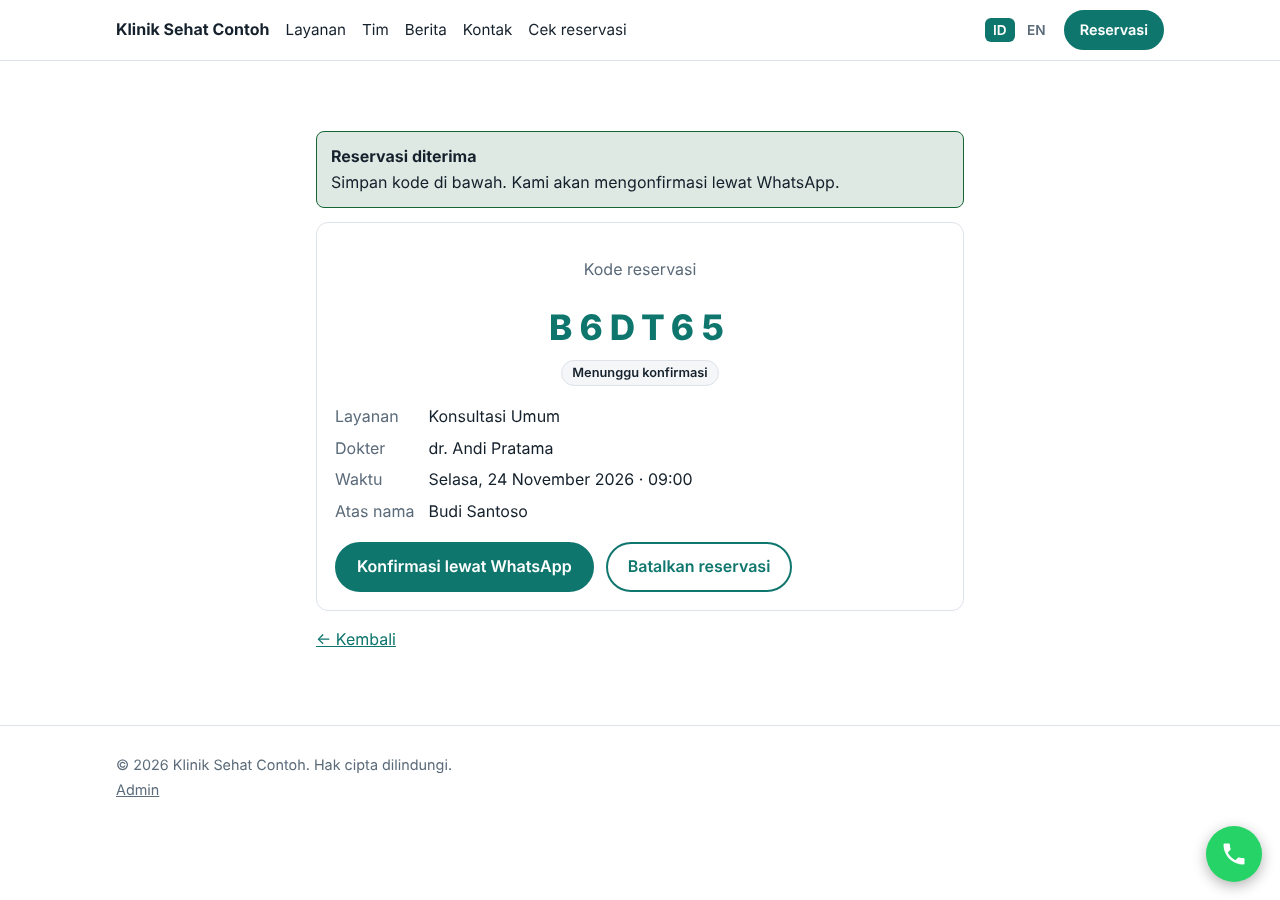 Klinik Sehat Contoh Layanan Tim Berita Kontak Cek reservasi ID EN Reservasi
Reservasi diterima
Simpan kode di bawah. Kami akan mengonfirmasi lewat WhatsApp.
Kode reservasi
B6DT65
Menunggu konfirmasi
Layanan Konsultasi Umum
Dokter dr. Andi Pratama
Waktu Selasa, 24 November 2026 · 09:00
Atas nama Budi Santoso
Konfirmasi lewat WhatsApp Batalkan reservasi
← Kembali
© 2026 Klinik Sehat Contoh. Hak cipta dilindungi.
Admin